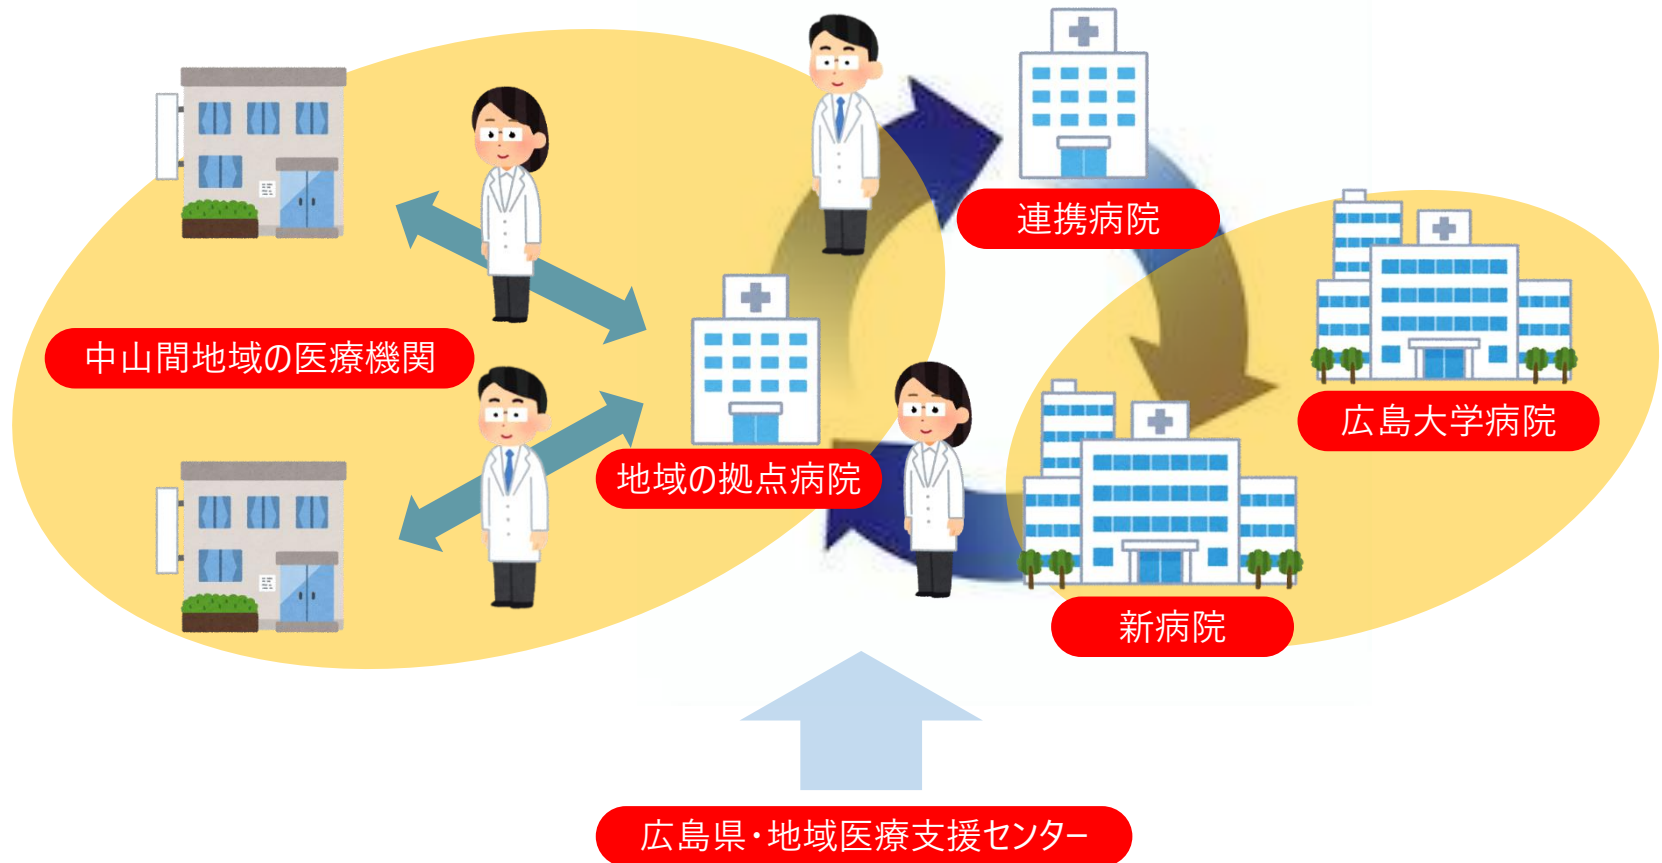 連携病院
中山間地域の医療機関
広島大学病院
地域の拠点病院
新病院
広島県・地域医療支援センター